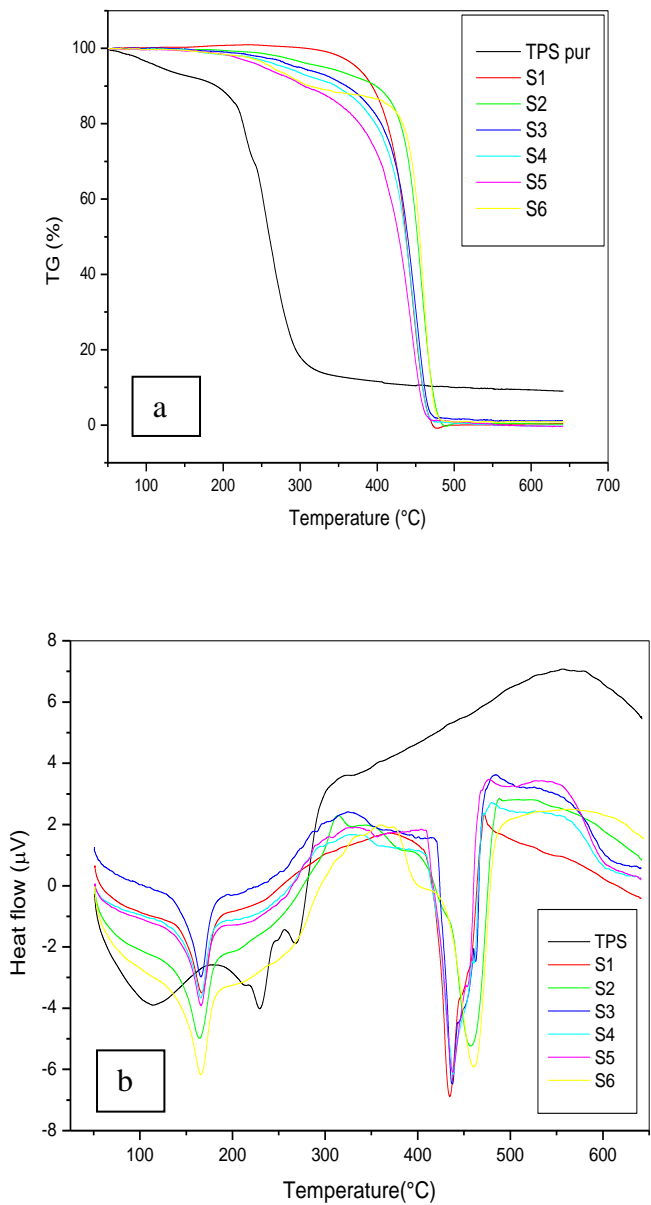 100
80
60
40
20
0
TG (%)
TPS pur
S1
S2
S3
S4
S5
S6
a
100 200 300 400 500 600 700
Temperature (°C)
8
6
4
2
0
-2
-4
-6
-8
Heat flow (µV)
TPS
S1
S2
S3
S4
S5
S6
b
100 200 300 400 500 600
Temperature(°C)